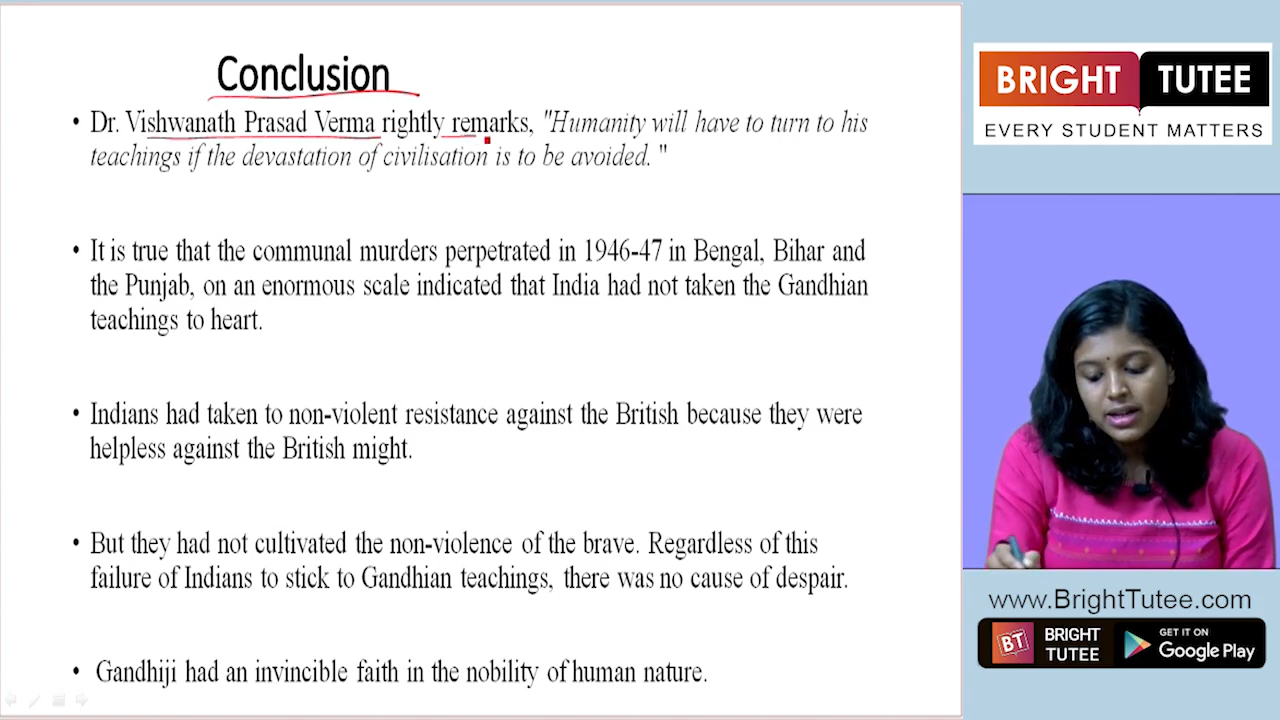 Conclusion
• Dr. Vishwanath Prasad Verma rightly remarks, "Humanity will have to turn to his
teachings if the devastation of civilisation is to be avoided. "
• It is true that the communal murders perpetrated in 1946-47 in Bengal, Bihar and
the Punjab, on an enormous scale indicated that India had not taken the Gandhian
teachings to heart.
• Indians had taken to non-violent resistance against the British because they were
helpless against the British might.
• But they had not cultivated the non-violence of the brave. Regardless of this
failure of Indians to stick to Gandhian teachings, there was no cause of despair.
• Gandhiji had an invincible faith in the nobility of human nature.
BRIGHT TUTEE
EVERY STUDENT MATTERS
www.BrightTutee.com
BT
BRIGHT
TUTEE
GET IT ON
Google Play